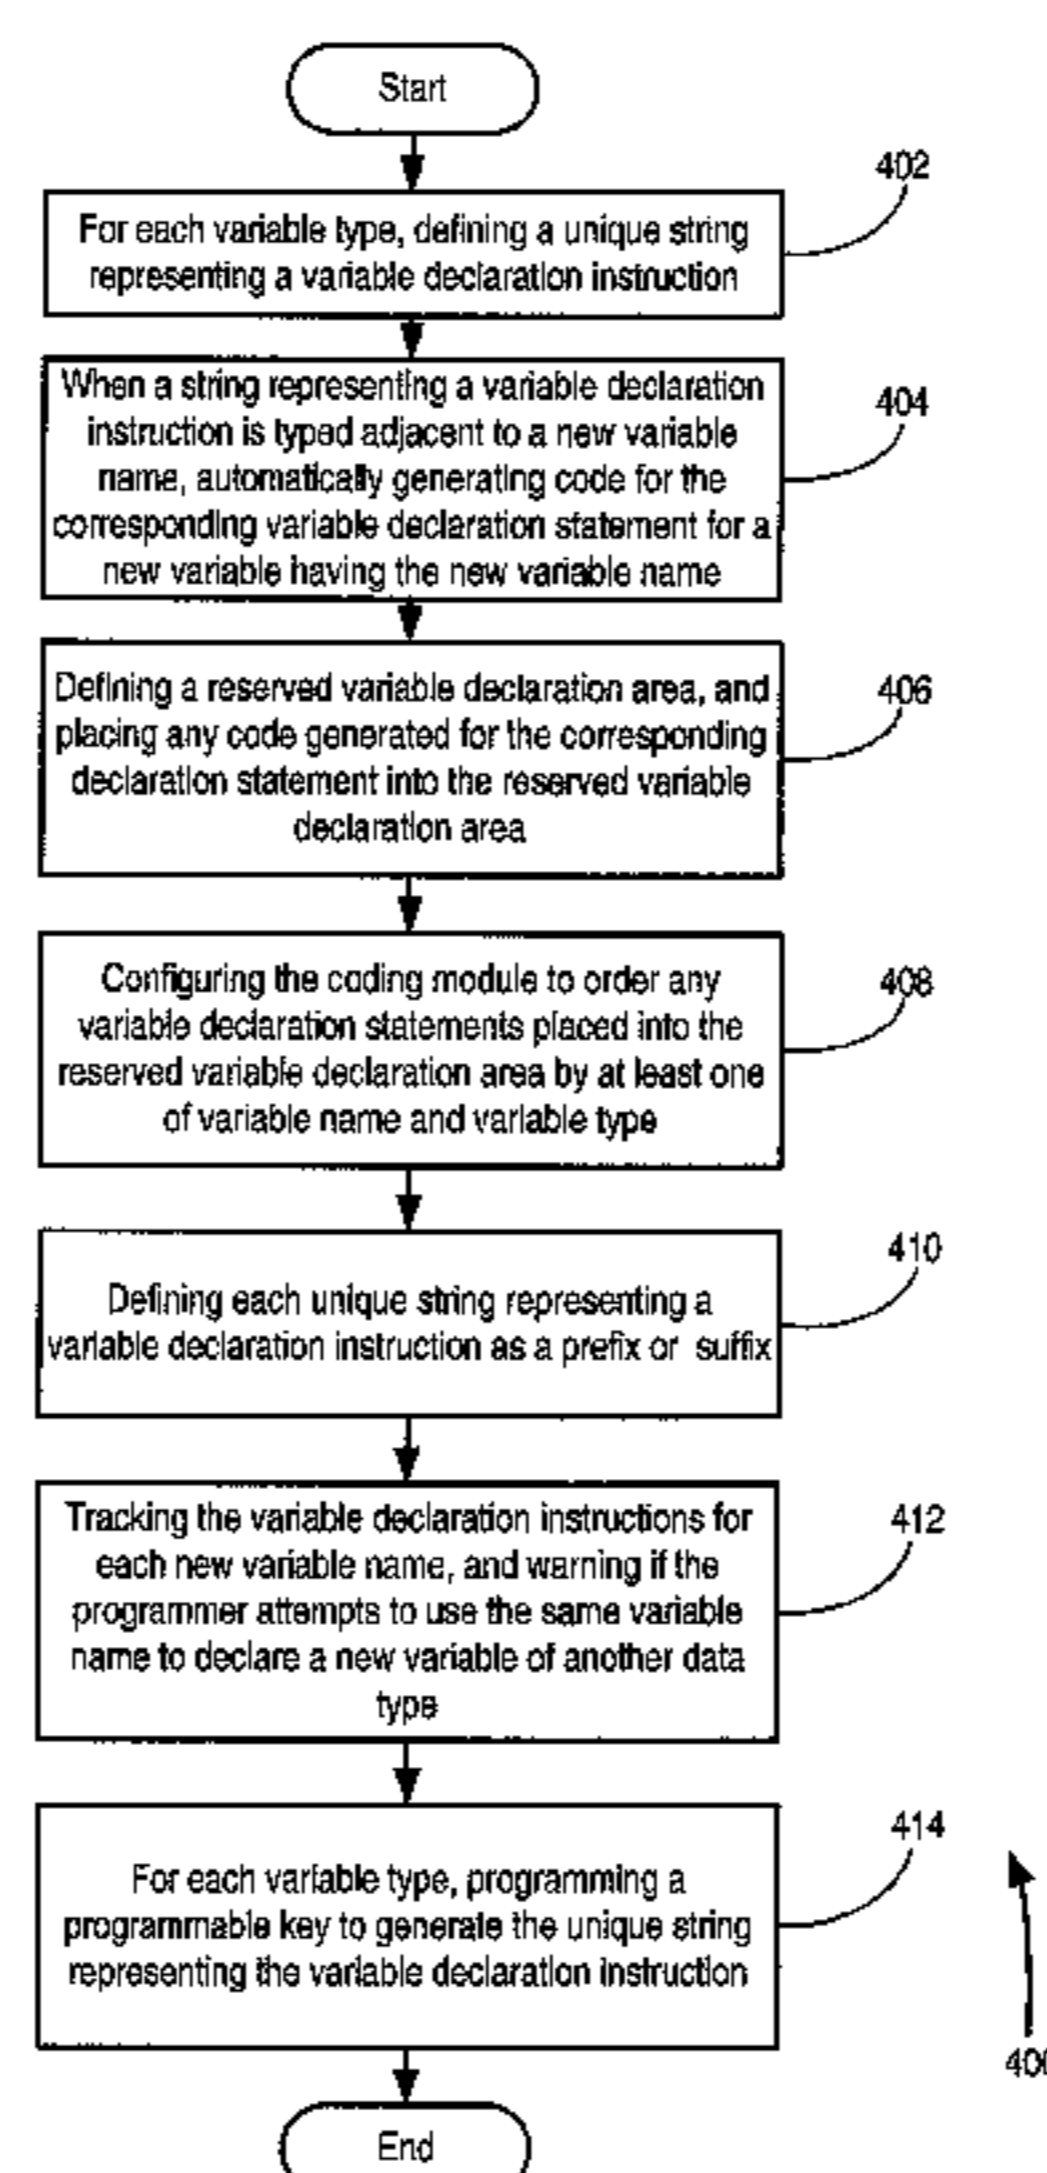 Start
402
For each variable type, defining a unique string
representing a variable declaration instruction
When a string representing a variable declaration
instruction is typed adjacent to a new variable
name, automatically generating code for the
corresponding variable declaration statement for a
new variable having the new variable name
404
Defining a reserved variable declaration area, and
placing any code generated for the corresponding
declaration statement into the reserved variable
declaration area
406
Configuring the coding module to order any
variable declaration statements placed into the
reserved variable declaration area by at least one
of variable name and variable type
408
Defining each unique string representing a
variable declaration instruction as a prefix or suffix
410
Tracking the variable declaration instructions for
each new variable name, and warning if the
programmer attempts to use the same variable
name to declare a new variable of another data
type
412
For each variable type, programming a
programmable key to generate the unique string
representing the variable declaration instruction
414
400
End